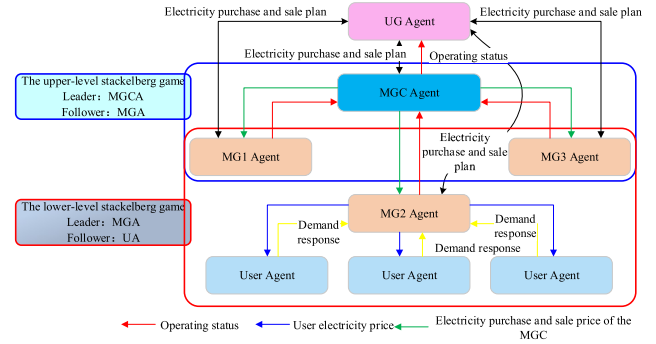 Electricity purchase and sale plan
UG Agent
Electricity purchase and sale plan
Electricity purchase and sale plan
Operating status
The upper-level stackelberg game
Leader：MGCA
Follower：MGA
MGC Agent
MG1 Agent
Electricity
purchase and sale
plan
MG3 Agent
The lower-level stackelberg game
Leader：MGA
Follower：UA
MG2 Agent
Demand
response
Demand response
Demand
response
User Agent
User Agent
User Agent
Operating status
User electricity price
Electricity purchase and sale price of the
MGC